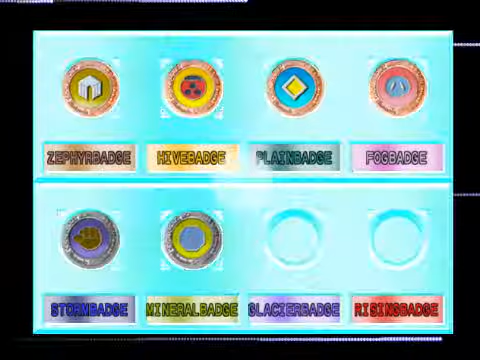 ZEPHYRBADGE
HIVEBADGE
PLAINBADGE
FOGBADGE
STORMBADGE
MINERALBADGE
GLACIERBADGE
RISINGBADGE